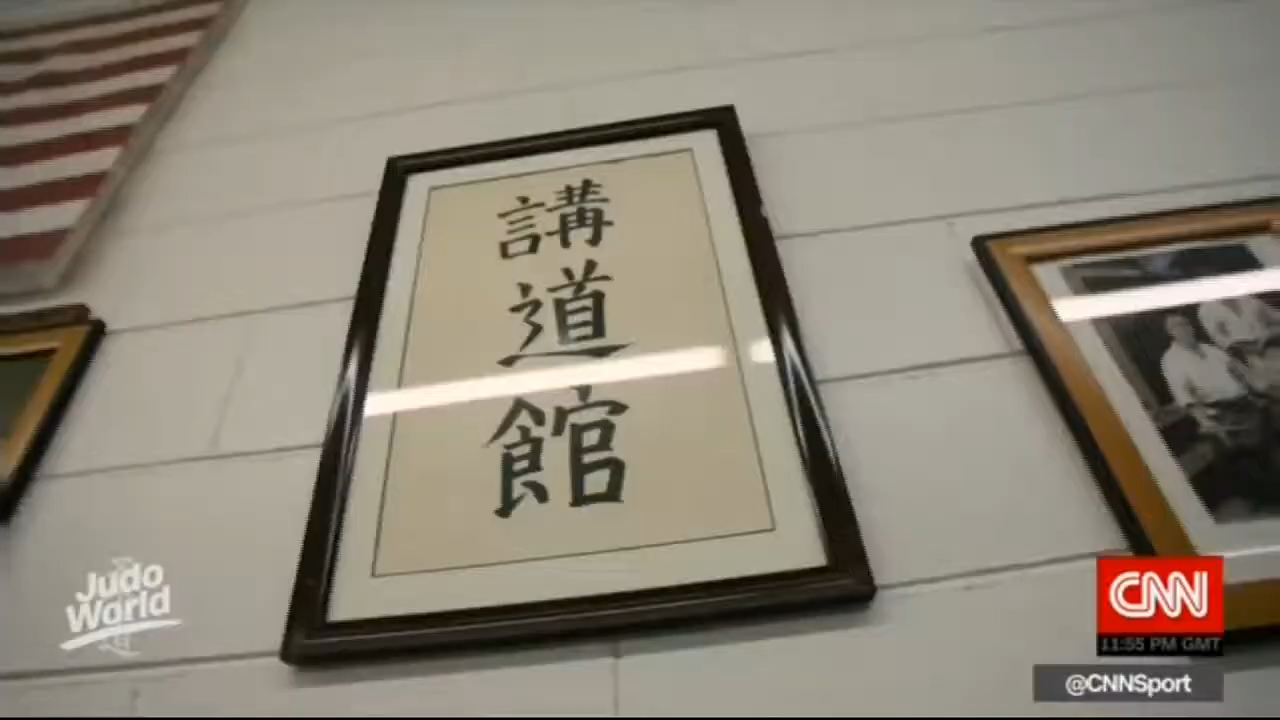 講道館
Judo
World
CNN
11:55 PM GMT
@CNNSport